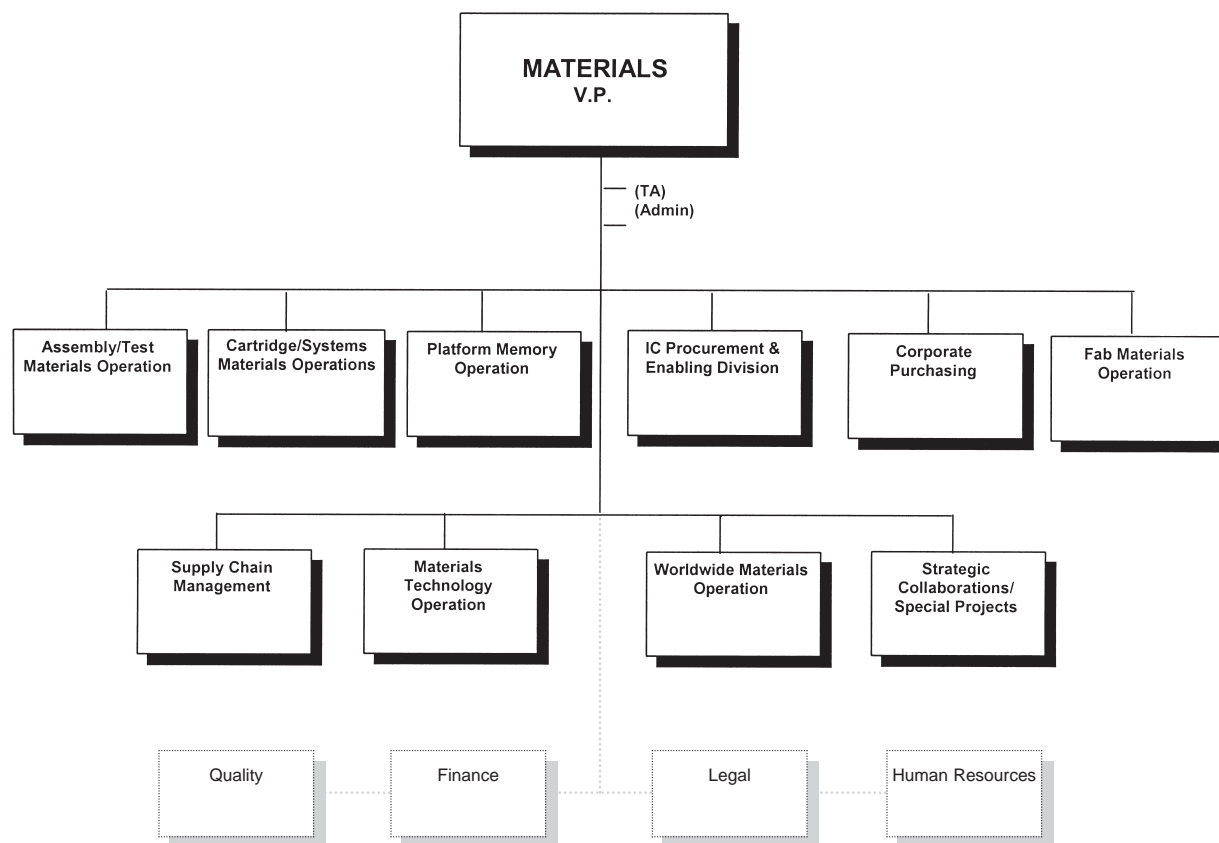 MATERIALS
V.P.
(TA)
(Admin)
Assembly/Test
Materials Operation
Cartridge/Systems
Materials Operations
Platform Memory
Operation
IC Procurement &
Enabling Division
Corporate
Purchasing
Fab Materials
Operation
Supply Chain
Management
Materials
Technology
Operation
Worldwide Materials
Operation
Strategic
Collaborations/
Special Projects
Quality
Finance
Legal
Human Resources